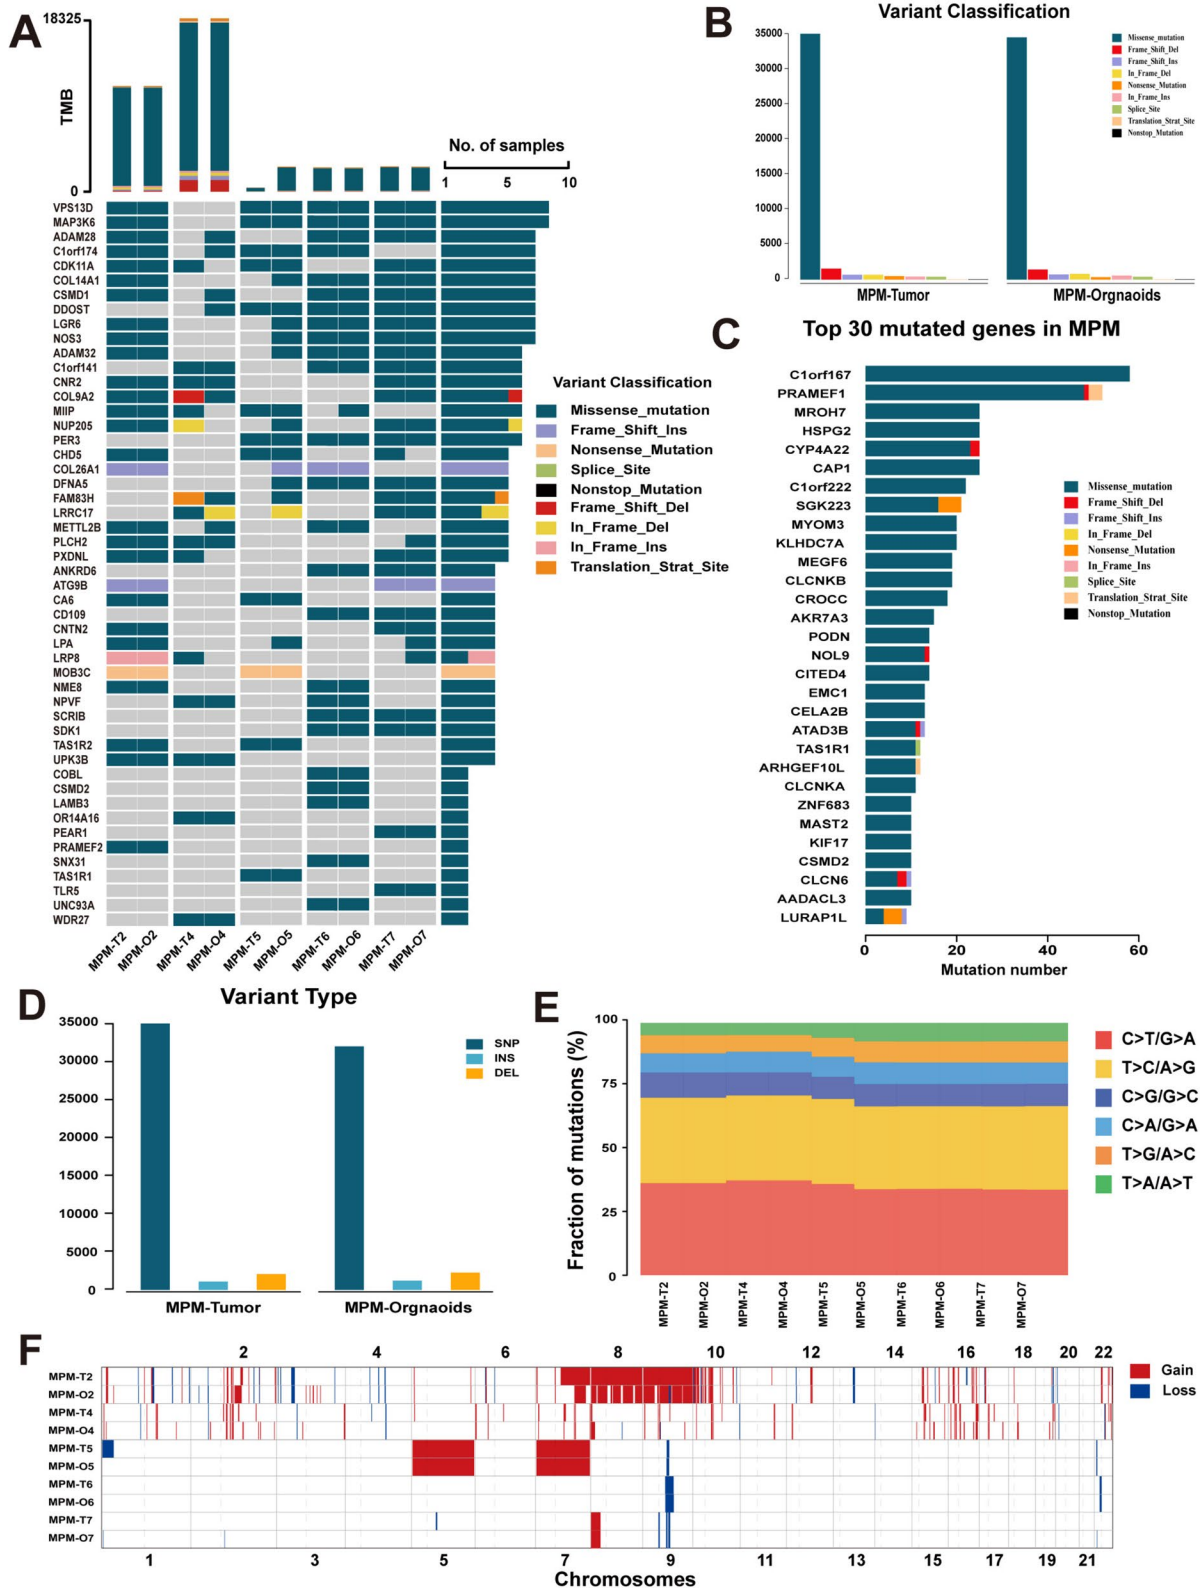 A
18325
TMB
0
No. of samples
1 5 10
VPS13D
MAP3K6
ADAM28
C1orf174
CDK11A
COL14A1
CSMD1
DDOST
LGR6
NOS3
ADAM32
C1orf141
CNR2
COL9A2
MIIP
NUP205
PER3
CHD5
COL26A1
DFNA5
FAM83H
LRRC17
METTL2B
PLCH2
PXDNL
ANKRD6
ATG9B
CA6
CD109
CNTN2
LPA
LRP8
MOB3C
NME8
NPVF
SCRIB
SDK1
TAS1R2
UPK3B
COBL
CSMD2
LAMB3
OR14A16
PEAR1
PRAMEF2
SNX31
TAS1R1
TLR5
UNC93A
WDR27
MPM-T2 MPM-O2 MPM-T4 MPM-O4 MPM-T5 MPM-O5 MPM-T6 MPM-O6 MPM-T7 MPM-O7
Variant Classification
Missense_mutation
Frame_Shift_Ins
Nonsense_Mutation
Splice_Site
Nonstop_Mutation
Frame_Shift_Del
In_Frame_Del
In_Frame_Ins
Translation_Strat_Site
B
Variant Classification
35000
30000
25000
20000
15000
10000
5000
0
MPM-Tumor MPM-Orgnaoids
Missense_mutation
Frame_Shift_Del
Frame_Shift_Ins
In_Frame_Del
Nonsense_Mutation
In_Frame_Ins
Splice_Site
Translation_Strat_Site
Nonstop_Mutation
C
Top 30 mutated genes in MPM
C1orf167
PRAMEF1
MROH7
HSPG2
CYP4A22
CAP1
C1orf222
SGK223
MYOM3
KLHDC7A
MEGF6
CLCNKB
CROCC
AKR7A3
PODN
NOL9
CITED4
EMC1
CELA2B
ATAD3B
TAS1R1
ARHGEF10L
CLCNKA
ZNF683
MAST2
KIF17
CSMD2
CLCN6
AADACL3
LURAP1L
0 20 40 60
Mutation number
Missense_mutation
Frame_Shift_Del
Frame_Shift_Ins
In_Frame_Del
Nonsense_Mutation
In_Frame_Ins
Splice_Site
Translation_Strat_Site
Nonstop_Mutation
D
Variant Type
35000
30000
25000
20000
15000
10000
5000
0
MPM-Tumor MPM-Orgnaoids
SNP
INS
DEL
E
Fraction of mutations (%)
100
75
50
25
0
MPM-T2 MPM-O2 MPM-T4 MPM-O4 MPM-T5 MPM-O5 MPM-T6 MPM-O6 MPM-T7 MPM-O7
C>T/G>A
T>C/A>G
C>G/G>C
C>A/G>A
T>G/A>C
T>A/A>T
F
2 4 6 8 10 12 14 16 18 20 22
MPM-T2
MPM-O2
MPM-T4
MPM-O4
MPM-T5
MPM-O5
MPM-T6
MPM-O6
MPM-T7
MPM-O7
1 3 5 7 9 11 13 15 17 19 21
Chromosomes
Gain
Loss